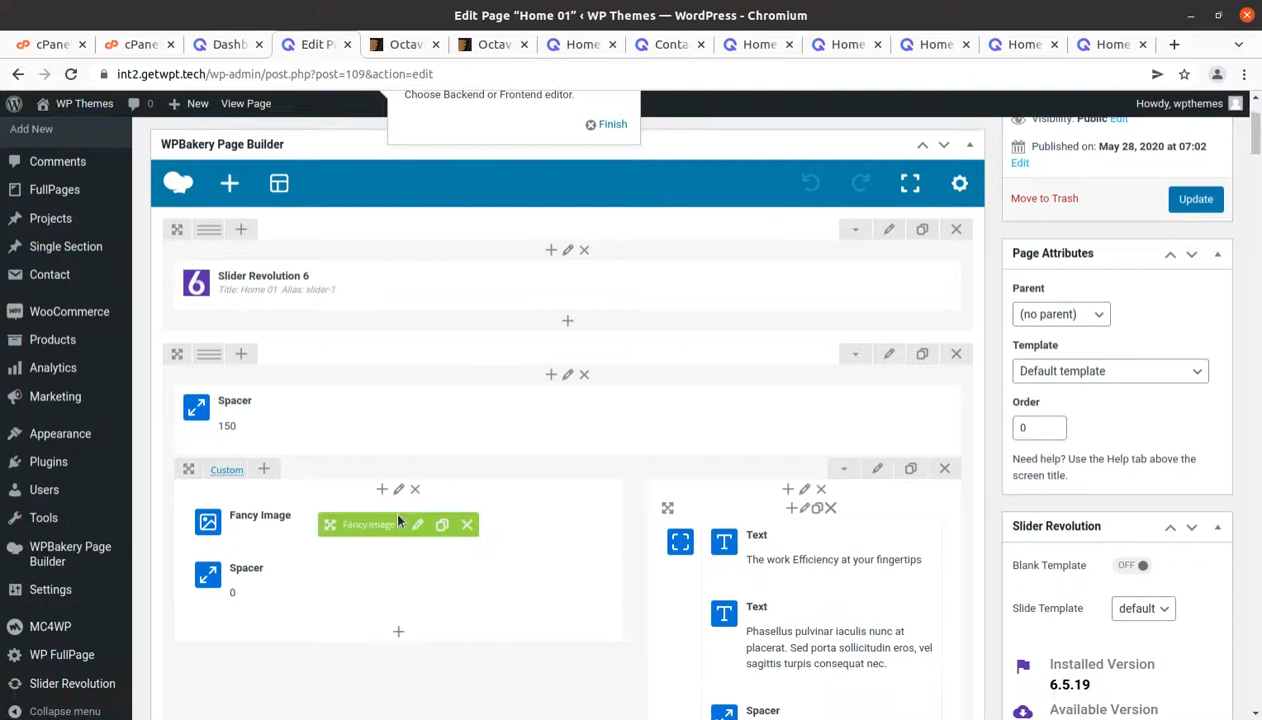 Edit Page “Home 01” ‹ WP Themes — WordPress - Chromium
cPane
cPane
Dashb
Edit P
Octav
Octav
Home
Conta
Home
Home
Home
Home
Home
int2.getwpt.tech/wp-admin/post.php?post=109&action=edit
WP Themes
0
New
View Page
Howdy, wpthemes
Choose Backend or Frontend editor.
Finish
Add New
Comments
FullPages
Projects
Single Section
Contact
WooCommerce
Products
Analytics
Marketing
Appearance
Plugins
Users
Tools
WPBakery Page
Builder
Settings
MC4WP
WP FullPage
Slider Revolution
Collapse menu
WPBakery Page Builder
Slider Revolution 6
Title: Home 01 Alias: slider-1
Spacer
150
Custom
Fancy Image
Fancy Image
Spacer
0
Text
The work Efficiency at your fingertips
Text
Phasellus pulvinar iaculis nunc at
placerat. Sed porta sollicitudin eros, vel
sagittis turpis consequat nec.
Spacer
Visibility: Public Edit
Published on: May 28, 2020 at 07:02
Edit
Move to Trash
Update
Page Attributes
Parent
(no parent)
Template
Default template
Order
0
Need help? Use the Help tab above the
screen title.
Slider Revolution
Blank Template
OFF
Slide Template
default
Installed Version
6.5.19
Available Version